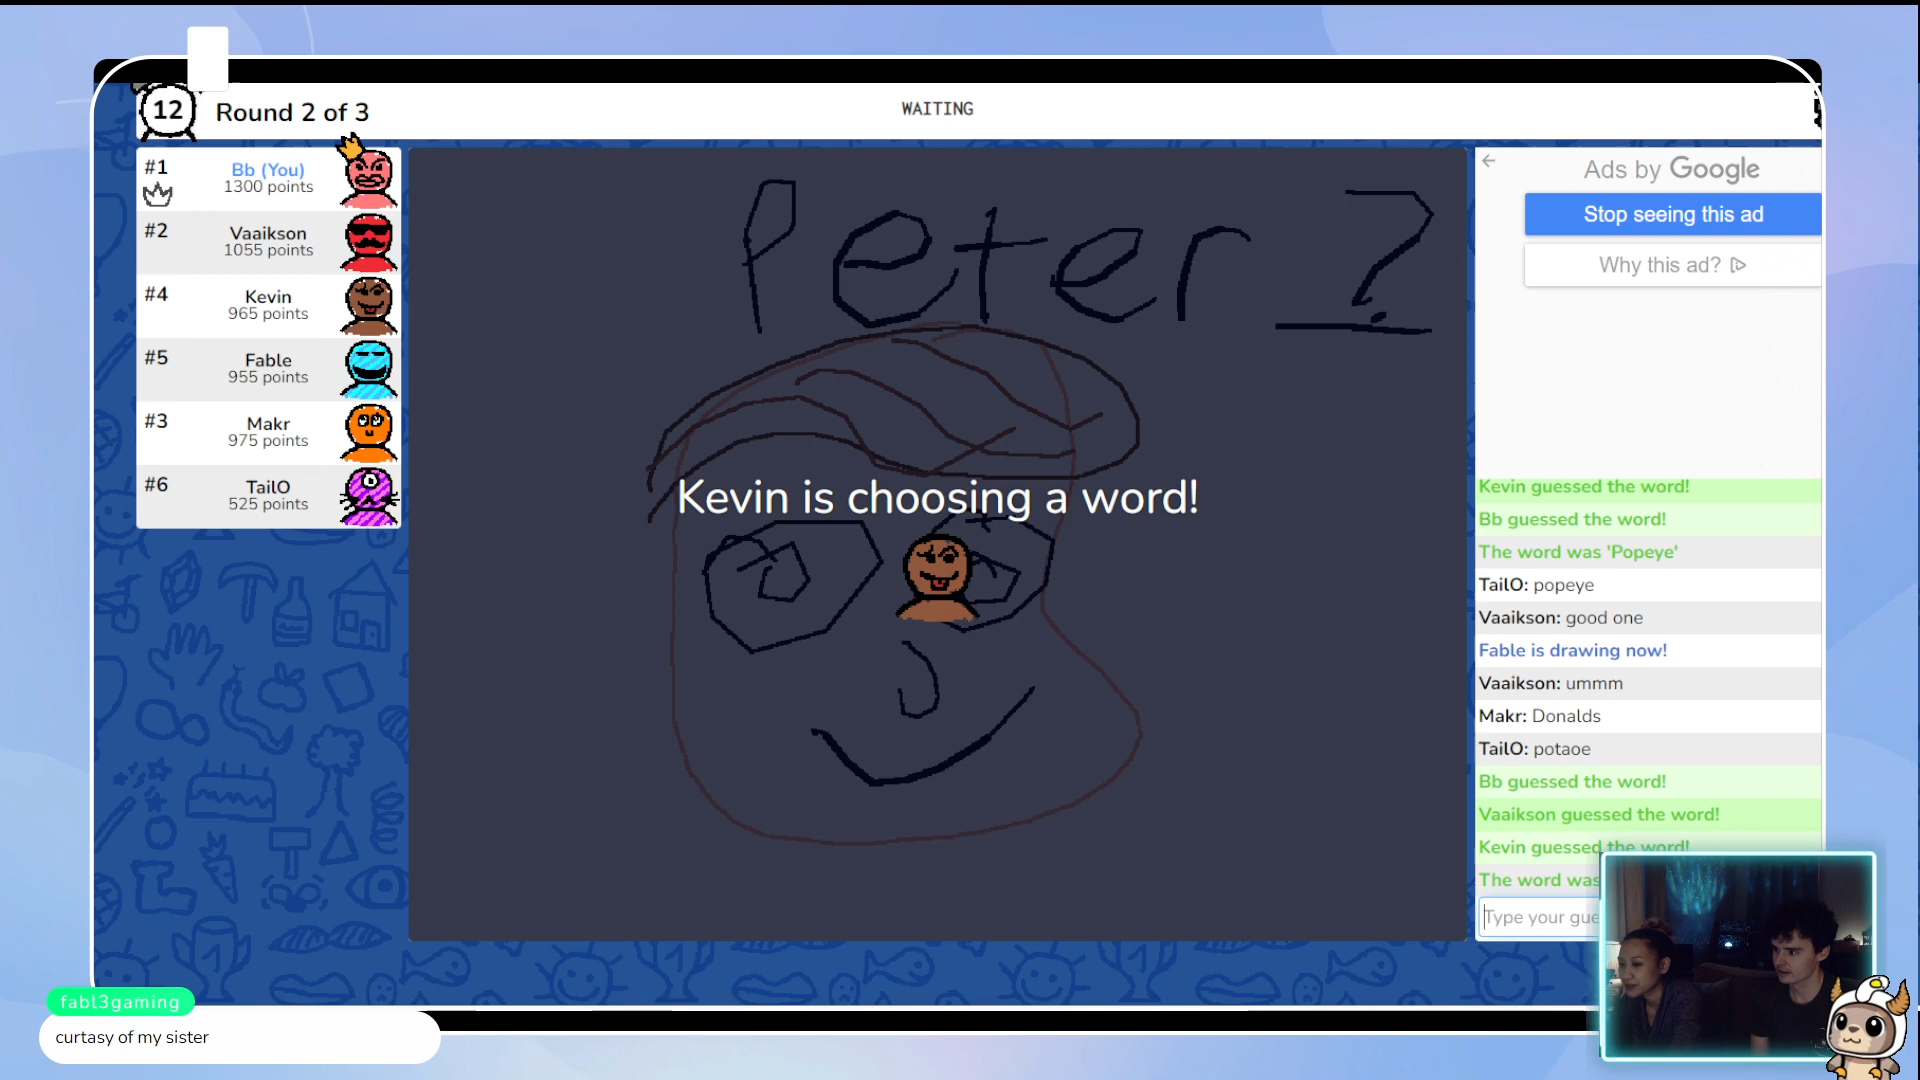 12
Round 2 of 3
WAITING
#1
Bb (You)
1300 points
#2
Vaaikson
1055 points
#4
Kevin
965 points
#5
Fable
955 points
#3
Makr
975 points
#6
TailO
525 points
Peter _?
Kevin is choosing a word!
Ads by Google
Stop seeing this ad
Why this ad?
Kevin guessed the word!
Bb guessed the word!
The word was 'Popeye'
TailO: popeye
Vaaikson: good one
Fable is drawing now!
Vaaikson: ummm
Makr: Donalds
TailO: potaoe
Bb guessed the word!
Vaaikson guessed the word!
Kevin guessed the word!
The word was
Type your gue
fabl3gaming
curtasy of my sister